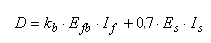 D = k_b · E_fb · I_f + 0,7 · E_s · I_s